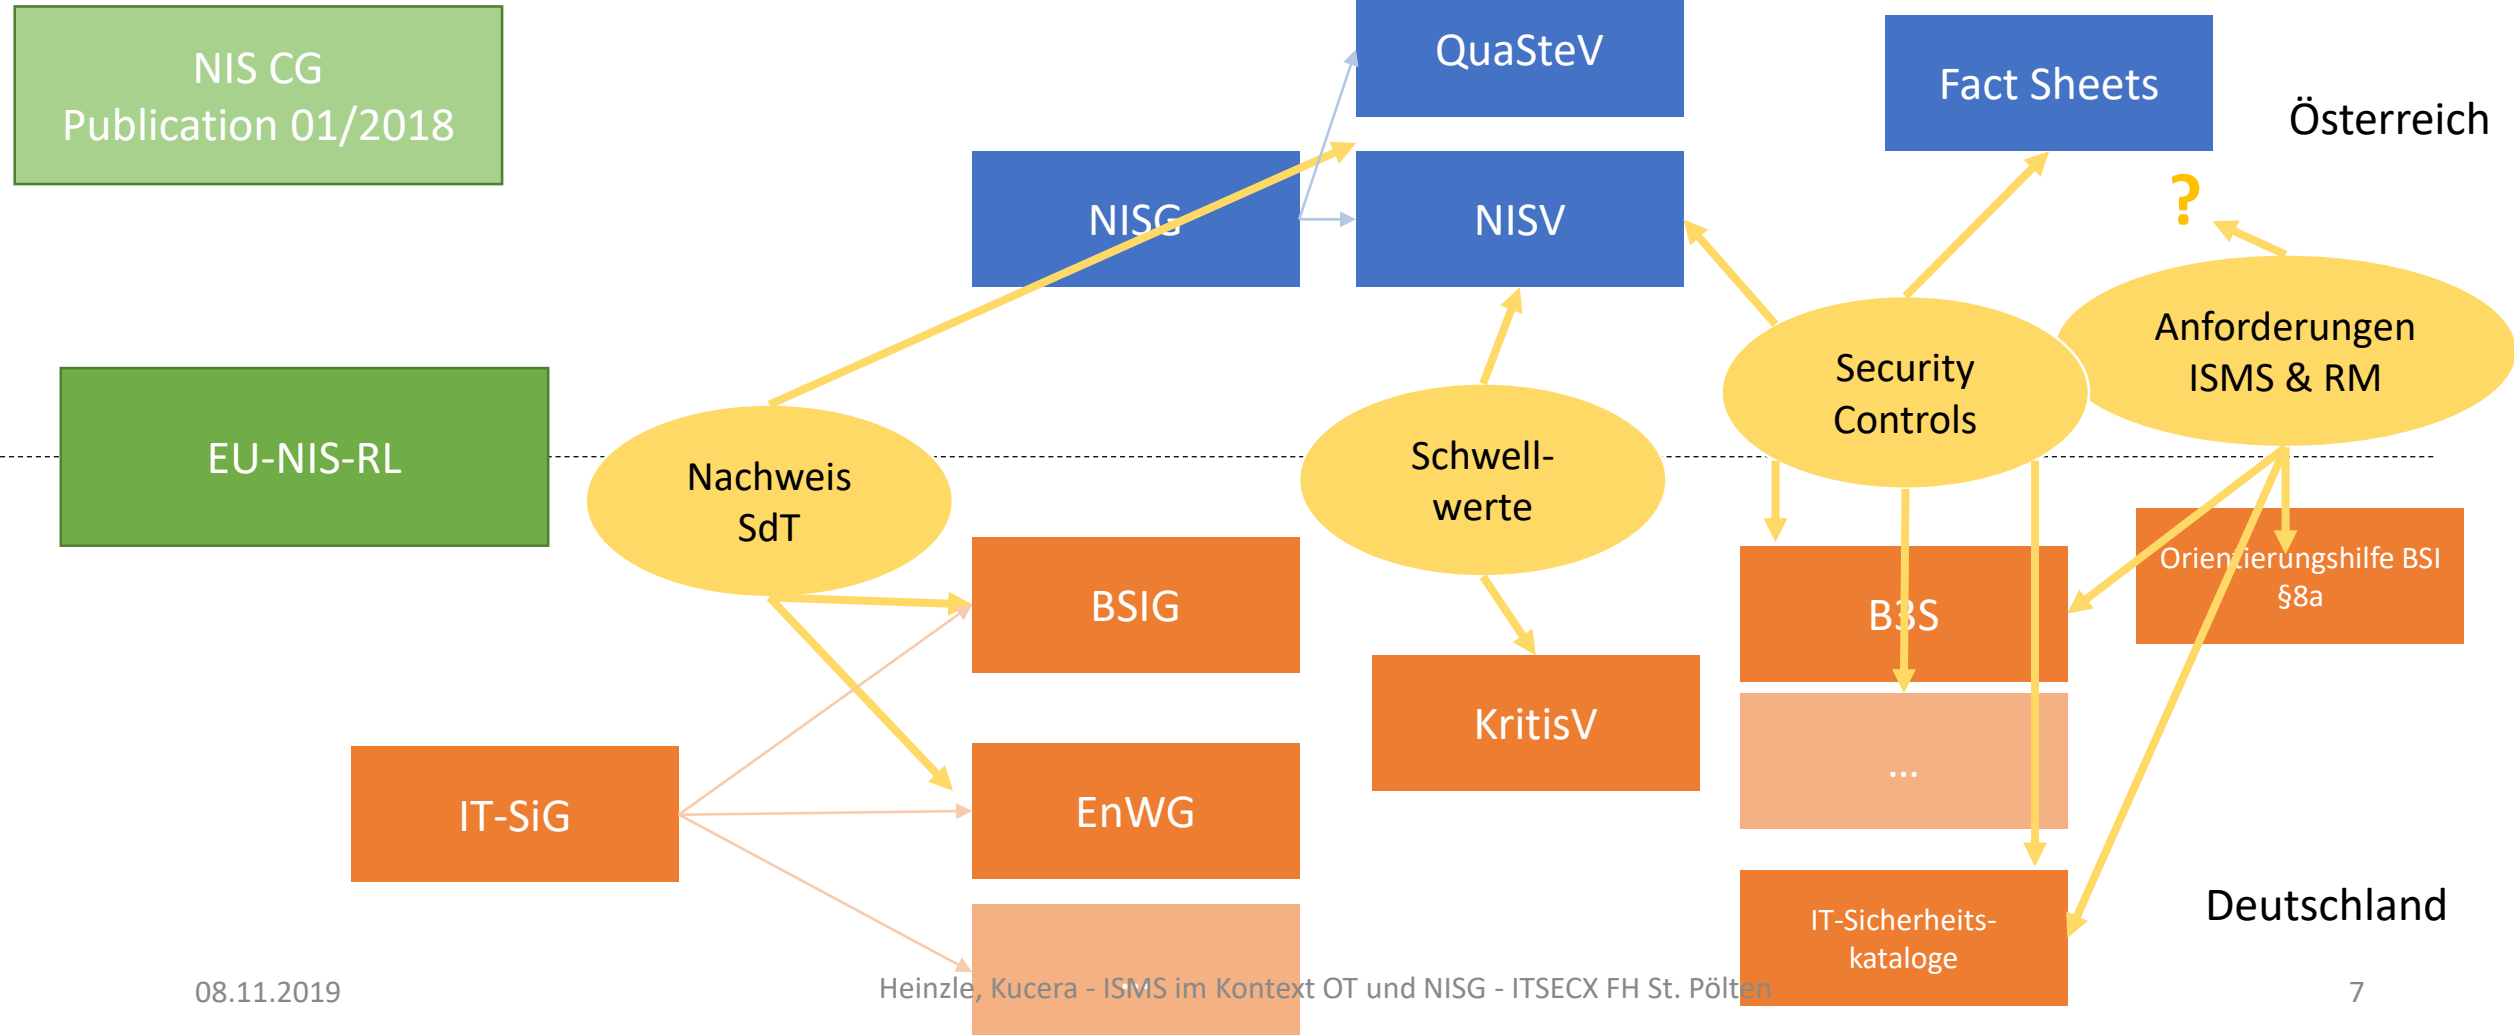 NIS CG
Publication 01/2018
QuaSteV
Fact Sheets
Österreich
NISG
NISV
?
Anforderungen
ISMS & RM
Security
Controls
EU-NIS-RL
Nachweis
SdT
Schwell-
werte
BSIG
B3S
Orientierungshilfe BSI
§8a
KritisV
...
IT-SiG
EnWG
IT-Sicherheits-
kataloge
Deutschland
...
08.11.2019
Heinzle, Kucera - ISMS im Kontext OT und NISG - ITSECX FH St. Pölten
7